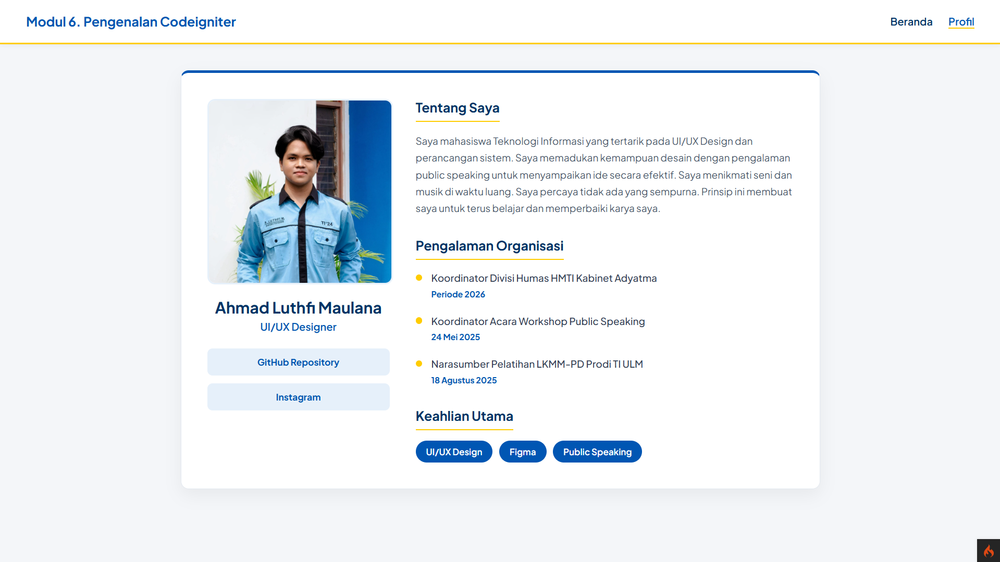 Modul 6. Pengenalan Codeigniter
Beranda
Profil
A.LUTHFI M.
TI'24
Ahmad Luthfi Maulana
UI/UX Designer
GitHub Repository
Instagram
Tentang Saya
Saya mahasiswa Teknologi Informasi yang tertarik pada UI/UX Design dan
perancangan sistem. Saya memadukan kemampuan desain dengan pengalaman
public speaking untuk menyampaikan ide secara efektif. Saya menikmati seni dan
musik di waktu luang. Saya percaya tidak ada yang sempurna. Prinsip ini membuat
saya untuk terus belajar dan memperbaiki karya saya.
Pengalaman Organisasi
Koordinator Divisi Humas HMTI Kabinet Adyatma
Periode 2026
Koordinator Acara Workshop Public Speaking
24 Mei 2025
Narasumber Pelatihan LKMM-PD Prodi TI ULM
18 Agustus 2025
Keahlian Utama
UI/UX Design
Figma
Public Speaking